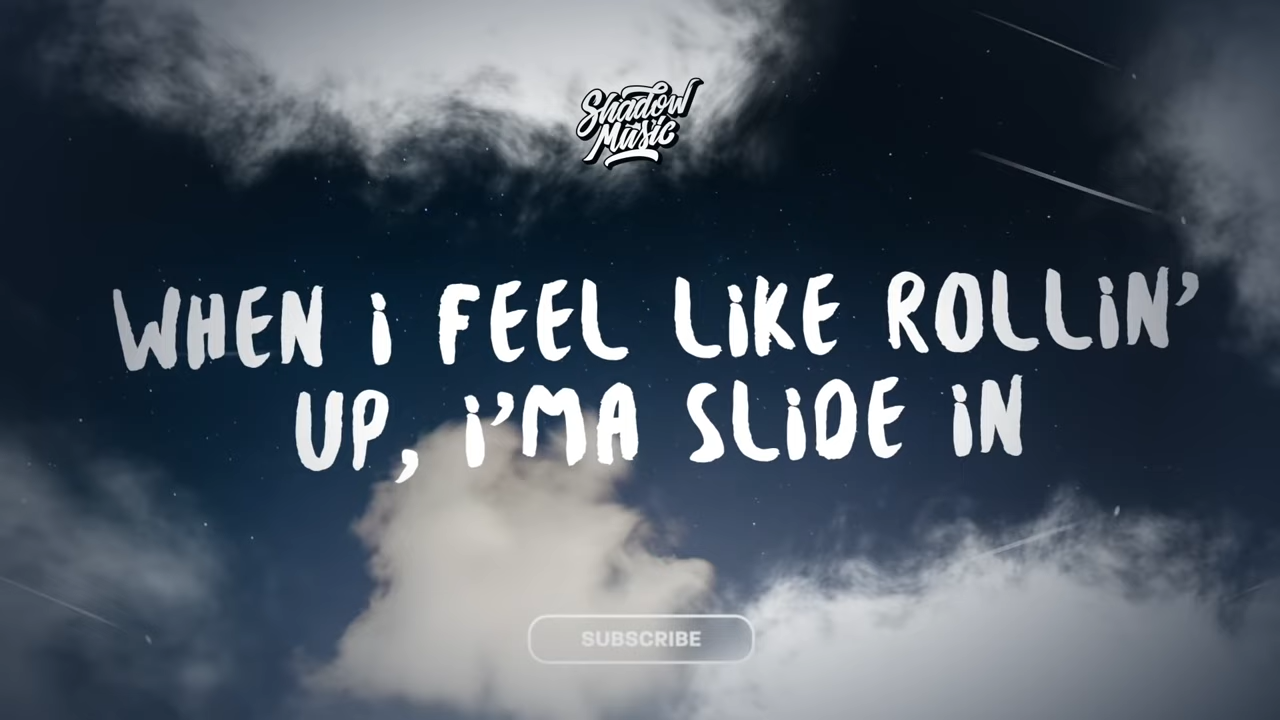 Shadow
Music
WHEN i FEEL LiKE ROLLiN’
UP, i’MA SLiDE iN
SUBSCRIBE